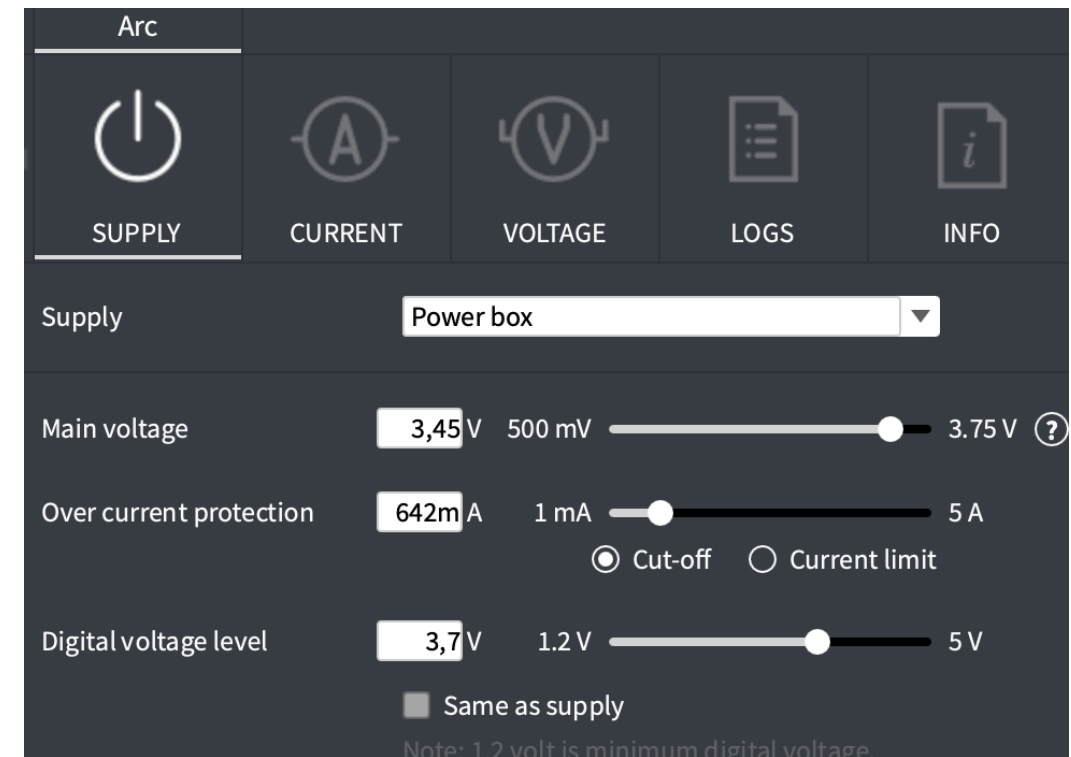 Arc
SUPPLY CURRENT VOLTAGE LOGS INFO
Supply Power box
Main voltage 3,45 V 500 mV 3.75 V ?
Over current protection 642m A 1 mA 5 A
Cut-off Current limit
Digital voltage level 3,7 V 1.2 V 5 V
Same as supply
Note: 1.2 volt is minimum digital voltage